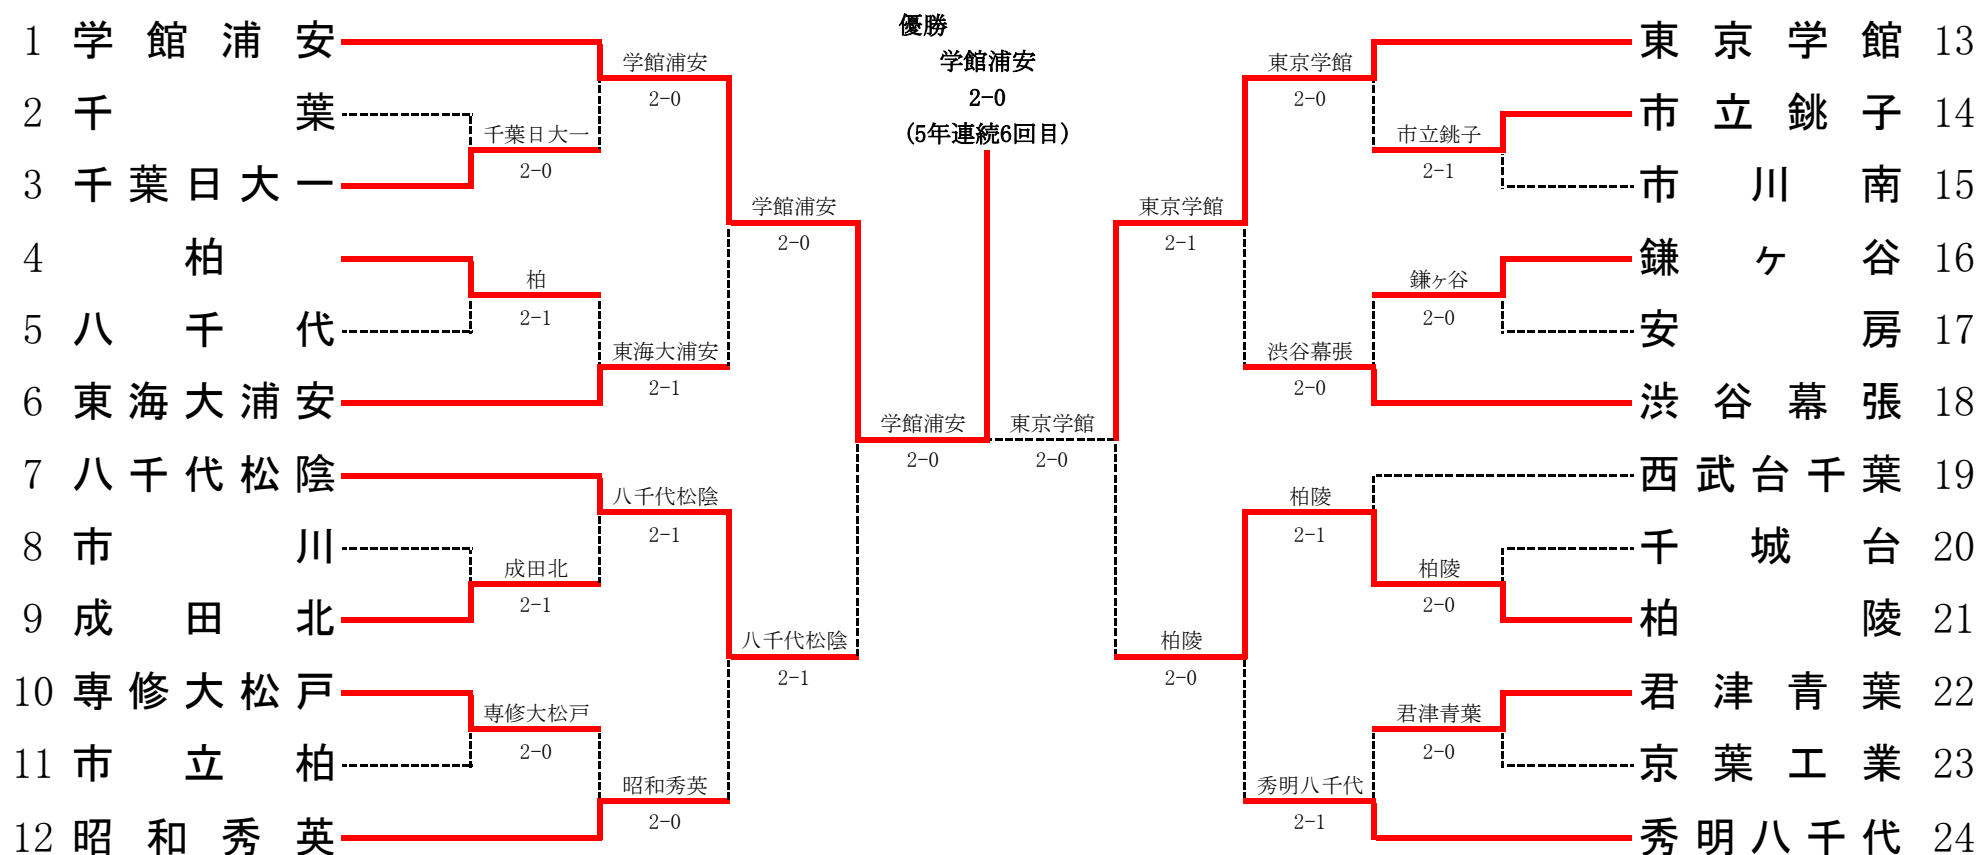 優勝
学館浦安
2-0
(5年連続6回目)
1 学館浦安
2 千葉
3 千葉日大一
4 柏
5 八千代
6 東海大浦安
7 八千代松陰
8 市川
9 成田北
10 専修大松戸
11 市立柏
12 昭和秀英
千葉日大一
2-0
柏
2-1
成田北
2-1
専修大松戸
2-0
学館浦安
2-0
東海大浦安
2-1
八千代松陰
2-1
昭和秀英
2-0
学館浦安
2-0
八千代松陰
2-1
学館浦安
2-0
東京学館
2-0
東京学館
2-1
柏陵
2-0
東京学館
2-0
渋谷幕張
2-0
柏陵
2-1
秀明八千代
2-1
市立銚子
2-1
鎌ヶ谷
2-0
柏陵
2-0
君津青葉
2-0
東京学館 13
市立銚子 14
市川南 15
鎌ヶ谷 16
安房 17
渋谷幕張 18
西武台千葉 19
千城台 20
柏陵 21
君津青葉 22
京葉工業 23
秀明八千代 24